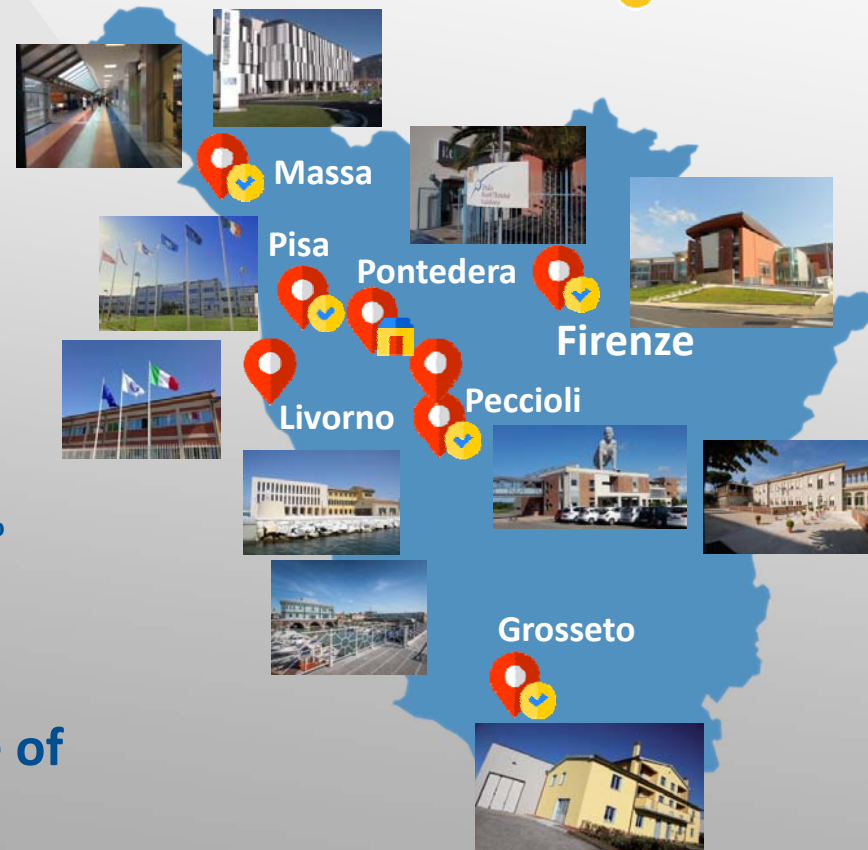 Massa
Pisa
Pontedera
Firenze
Livorno
Peccioli
Grosseto
of